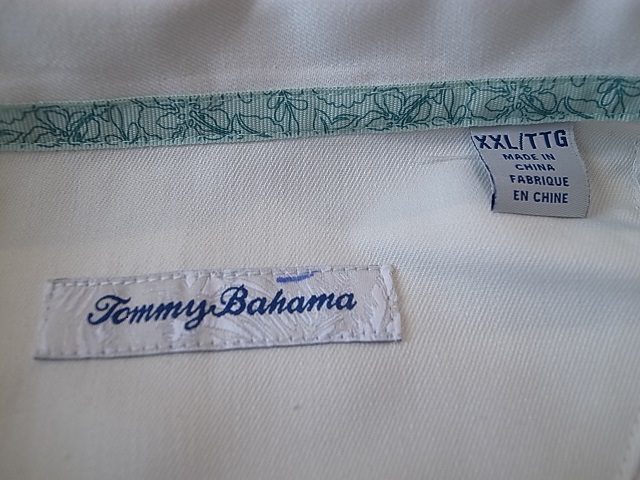 XXL/TTG
MADE IN
CHINA
FABRIQUE
EN CHINE
Tommy Bahama